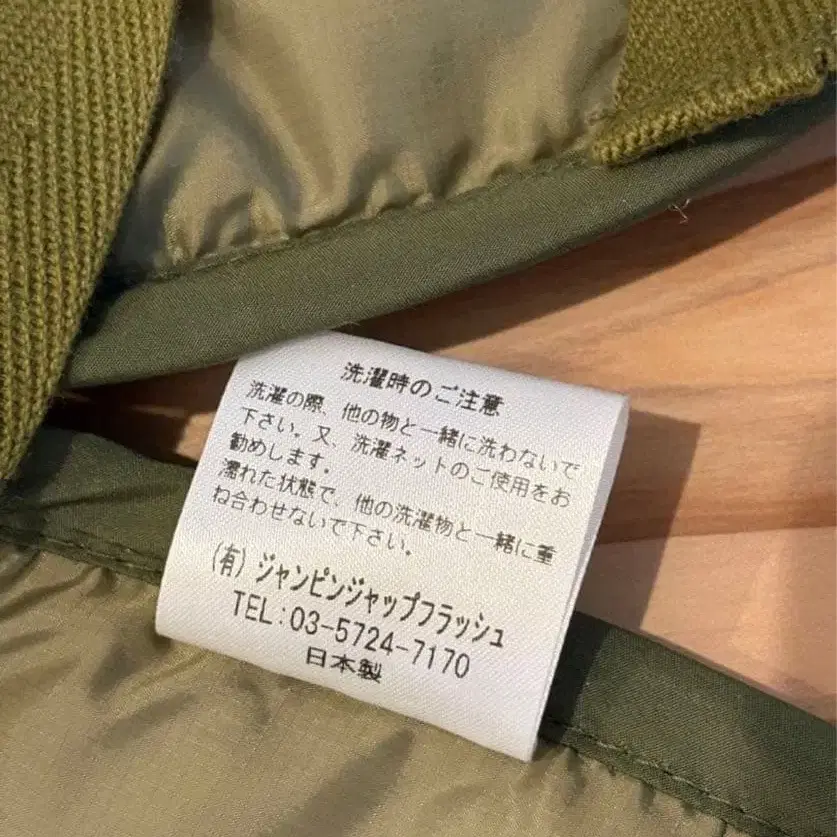 洗濯時のご注意
洗濯の際、他の物と一緒に洗わないで
下さい。又、洗濯ネットのご使用をお
勧めします。
濡れた状態で、他の洗濯物と一緒に重
ね合わせないで下さい。
(有) ジャンピンジャップフラッシュ
TEL:03-5724-7170
日本製